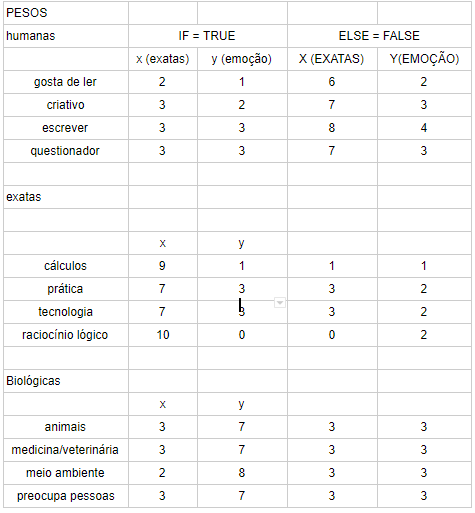 PESOS
humanas IF = TRUE ELSE = FALSE
x (exatas) y (emoção) X (EXATAS) Y(EMOÇÃO)
gosta de ler 2 1 6 2
criativo 3 2 7 3
escrever 3 3 8 4
questionador 3 3 7 3
exatas
x y
cálculos 9 1 1 1
prática 7 3 3 2
tecnologia 7 3 3 2
raciocínio lógico 10 0 0 2
Biológicas
x y
animais 3 7 3 3
medicina/veterinária 3 7 3 3
meio ambiente 2 8 3 3
preocupa pessoas 3 7 3 3